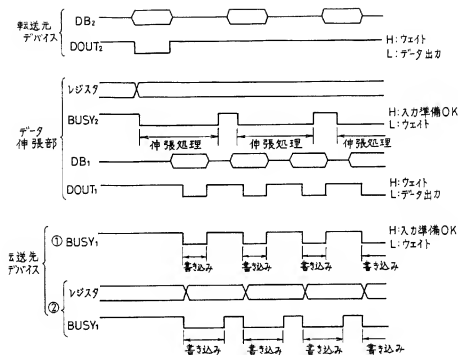 転送元
デバイス
DB₂
DOUT₂
H:ウェイト
L:データ出力
データ
伸張部
レジスタ
BUSY₂
H:入力準備OK
L:ウェイト
伸張処理
伸張処理
伸張処理
DB₁
DOUT₁
H:ウェイト
L:データ出力
転送先
デバイス
① BUSY₁
H:入力準備OK
L:ウェイト
書き込み
書き込み
書き込み
書き込み
②
レジスタ
BUSY₁
書き込み
書き込み
書き込み
書き込み